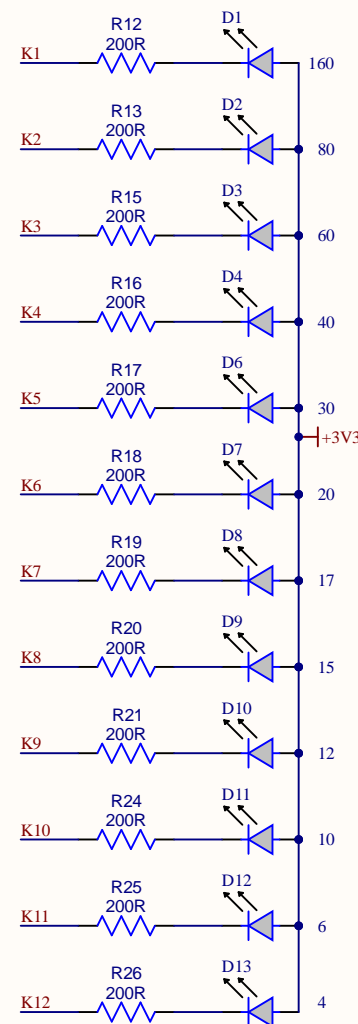 D1
R12
200R
K1
160
D2
R13
200R
K2
80
D3
R15
200R
K3
60
D4
R16
200R
K4
40
D6
R17
200R
K5
30
+3V3
D7
R18
200R
K6
20
D8
R19
200R
K7
17
D9
R20
200R
K8
15
D10
R21
200R
K9
12
D11
R24
200R
K10
10
D12
R25
200R
K11
6
D13
R26
200R
K12
4